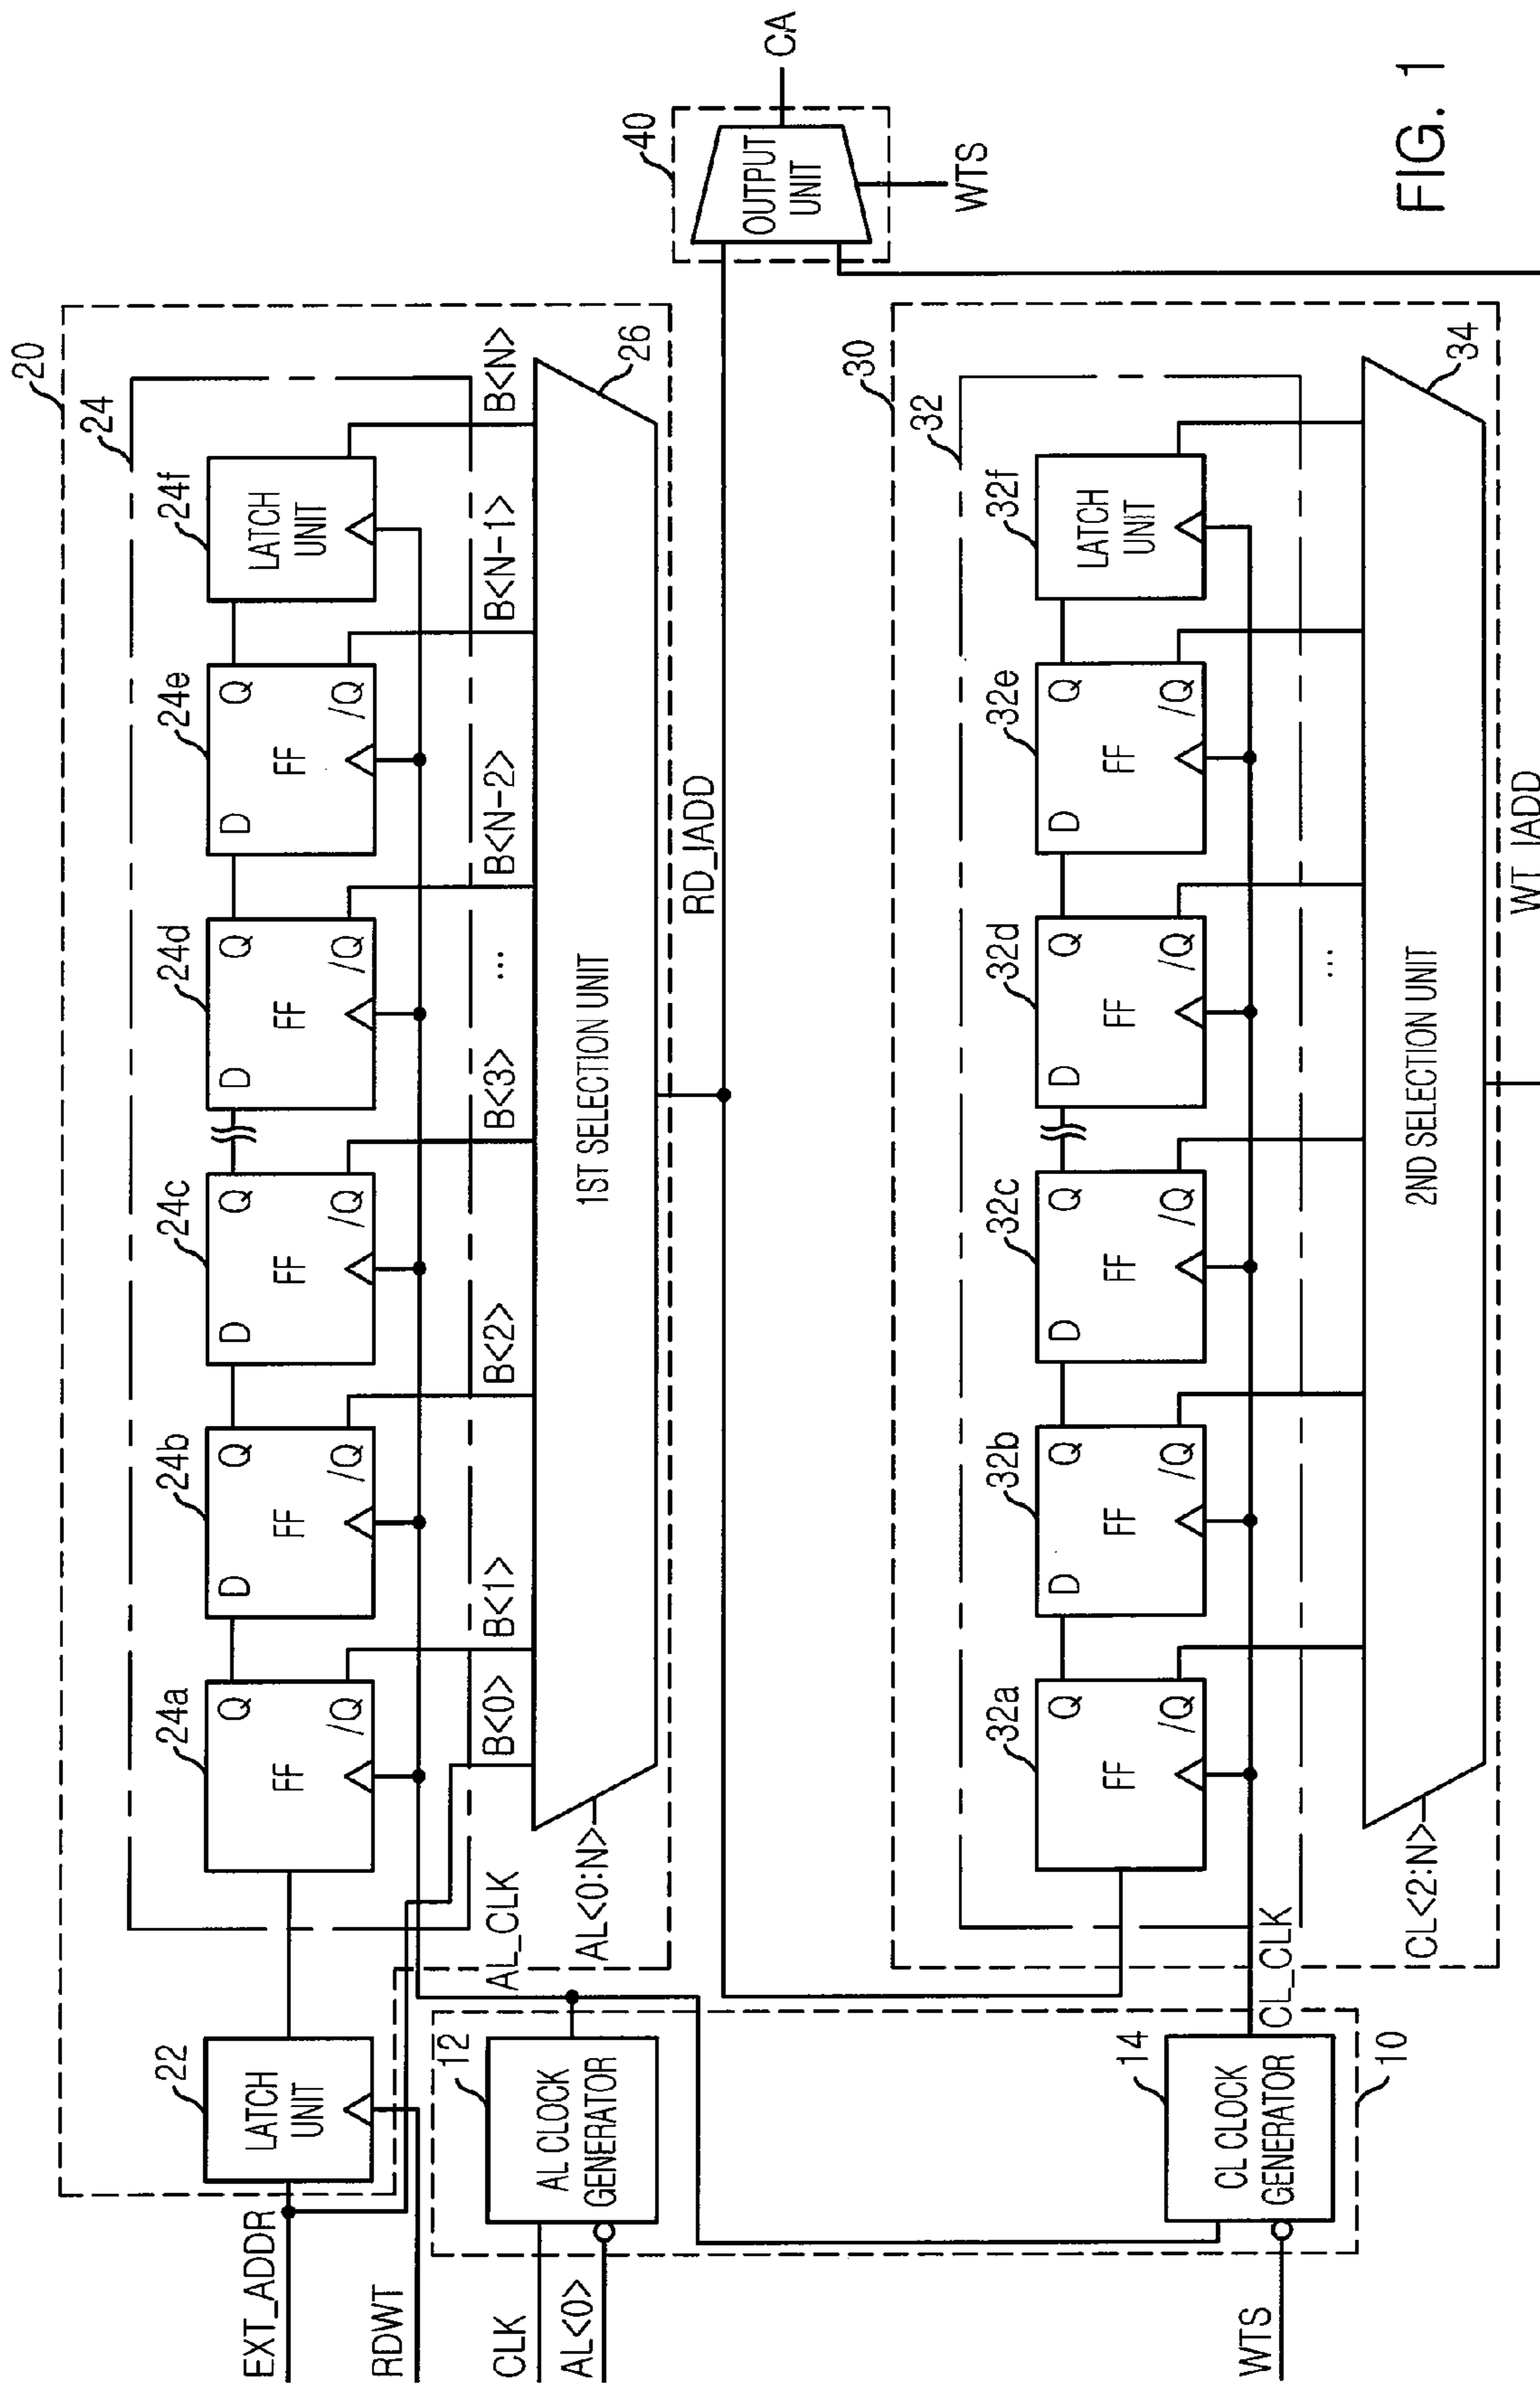 20
24
22
LATCH UNIT
24a
FF
Q
/Q
24b
D
FF
Q
/Q
24c
D
FF
Q
/Q
24d
D
FF
Q
/Q
24e
D
FF
Q
/Q
24f
LATCH UNIT
EXT_ADDR
RDWT
CLK
AL<0>
12
AL CLOCK GENERATOR
AL_CLK
B<0>
B<1>
B<2>
B<3>
...
B<N-2>
B<N-1>
B<N>
AL<0:N>
1ST SELECTION UNIT
26
RD_IADD
40
OUTPUT UNIT
CA
WTS
30
32
32a
FF
Q
/Q
32b
D
FF
Q
/Q
32c
D
FF
Q
/Q
32d
D
FF
Q
/Q
32e
D
FF
Q
/Q
32f
LATCH UNIT
WTS
14
CL CLOCK GENERATOR
10
CL_CLK
...
CL<2:N>
2ND SELECTION UNIT
34
WT_IADD
FIG. 1